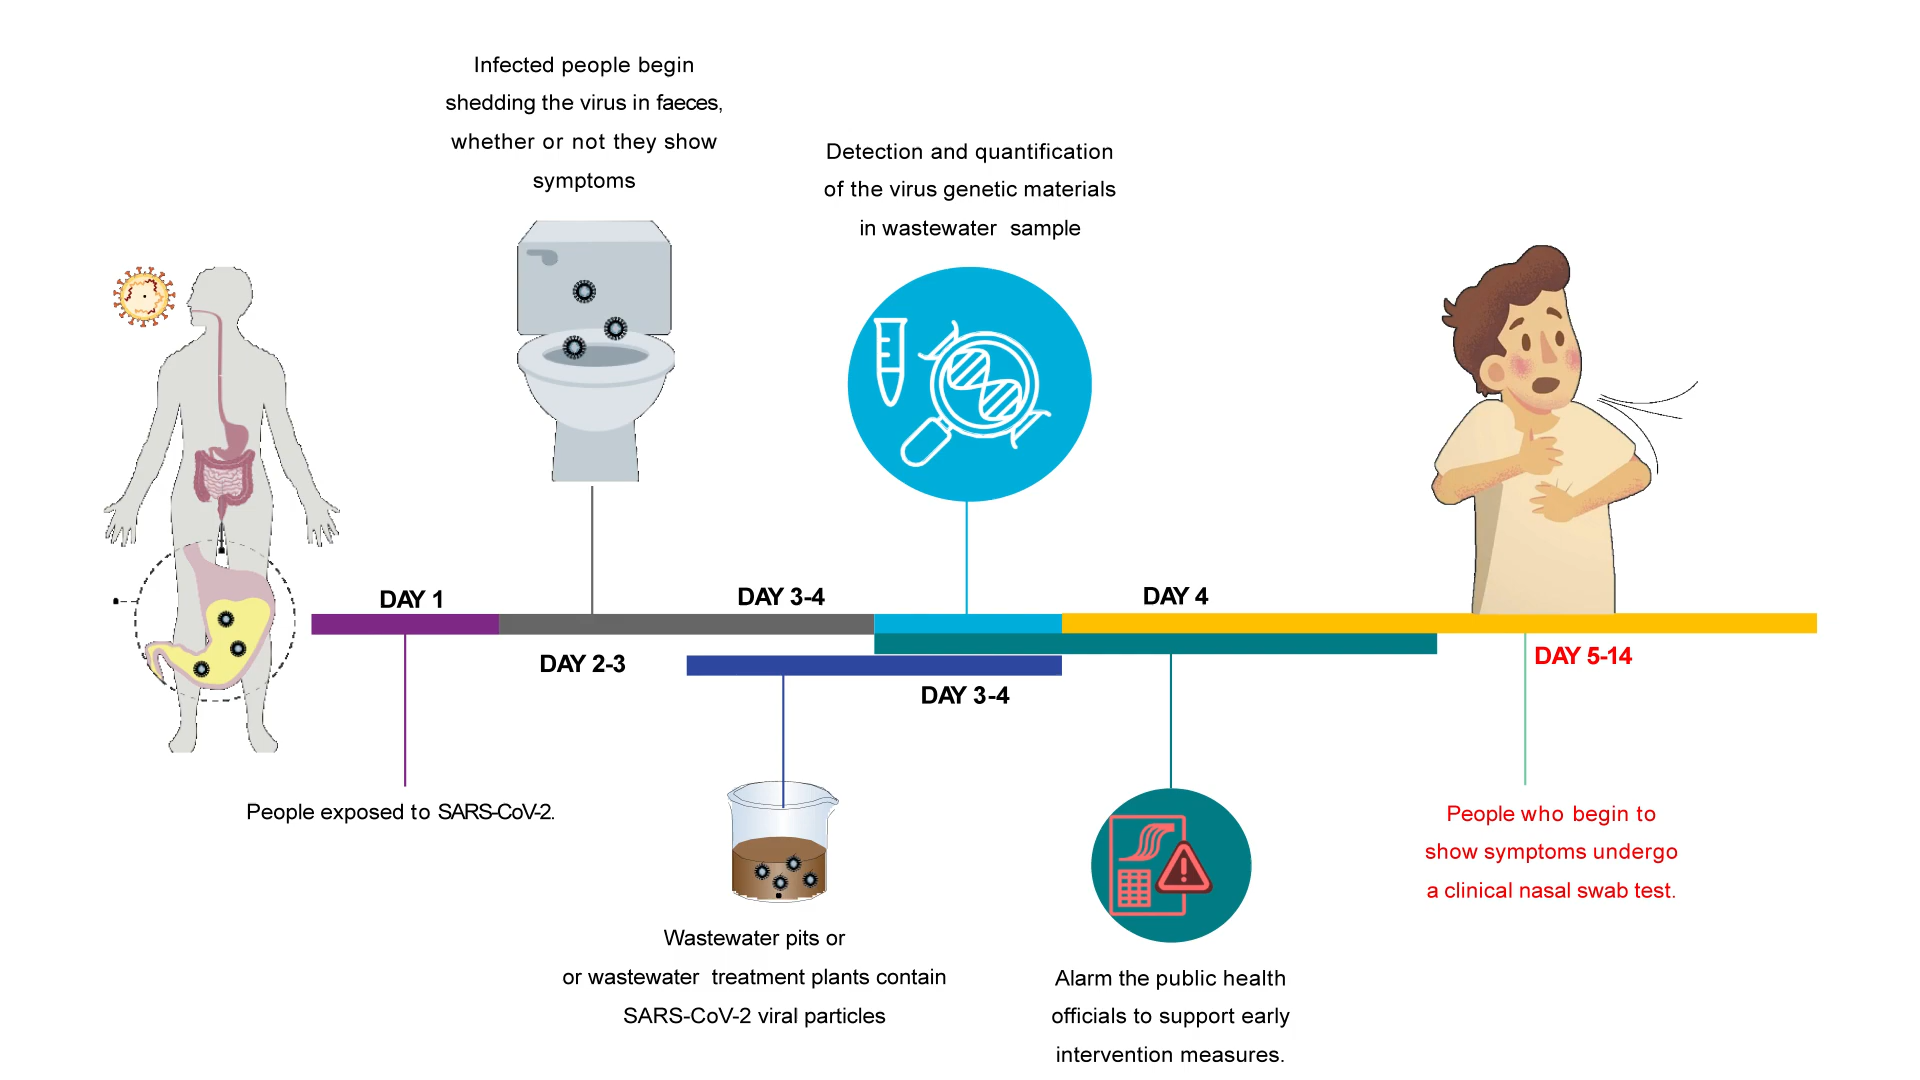 Infected people begin
shedding the virus in faeces,
whether or not they show
symptoms
Detection and quantification
of the virus genetic materials
in wastewater sample
DAY 1
DAY 3-4
DAY 4
DAY 2-3
DAY 3-4
DAY 5-14
People exposed to SARS-CoV-2.
Wastewater pits or
or wastewater treatment plants contain
SARS-CoV-2 viral particles
Alarm the public health
officials to support early
intervention measures.
People who begin to
show symptoms undergo
a clinical nasal swab test.